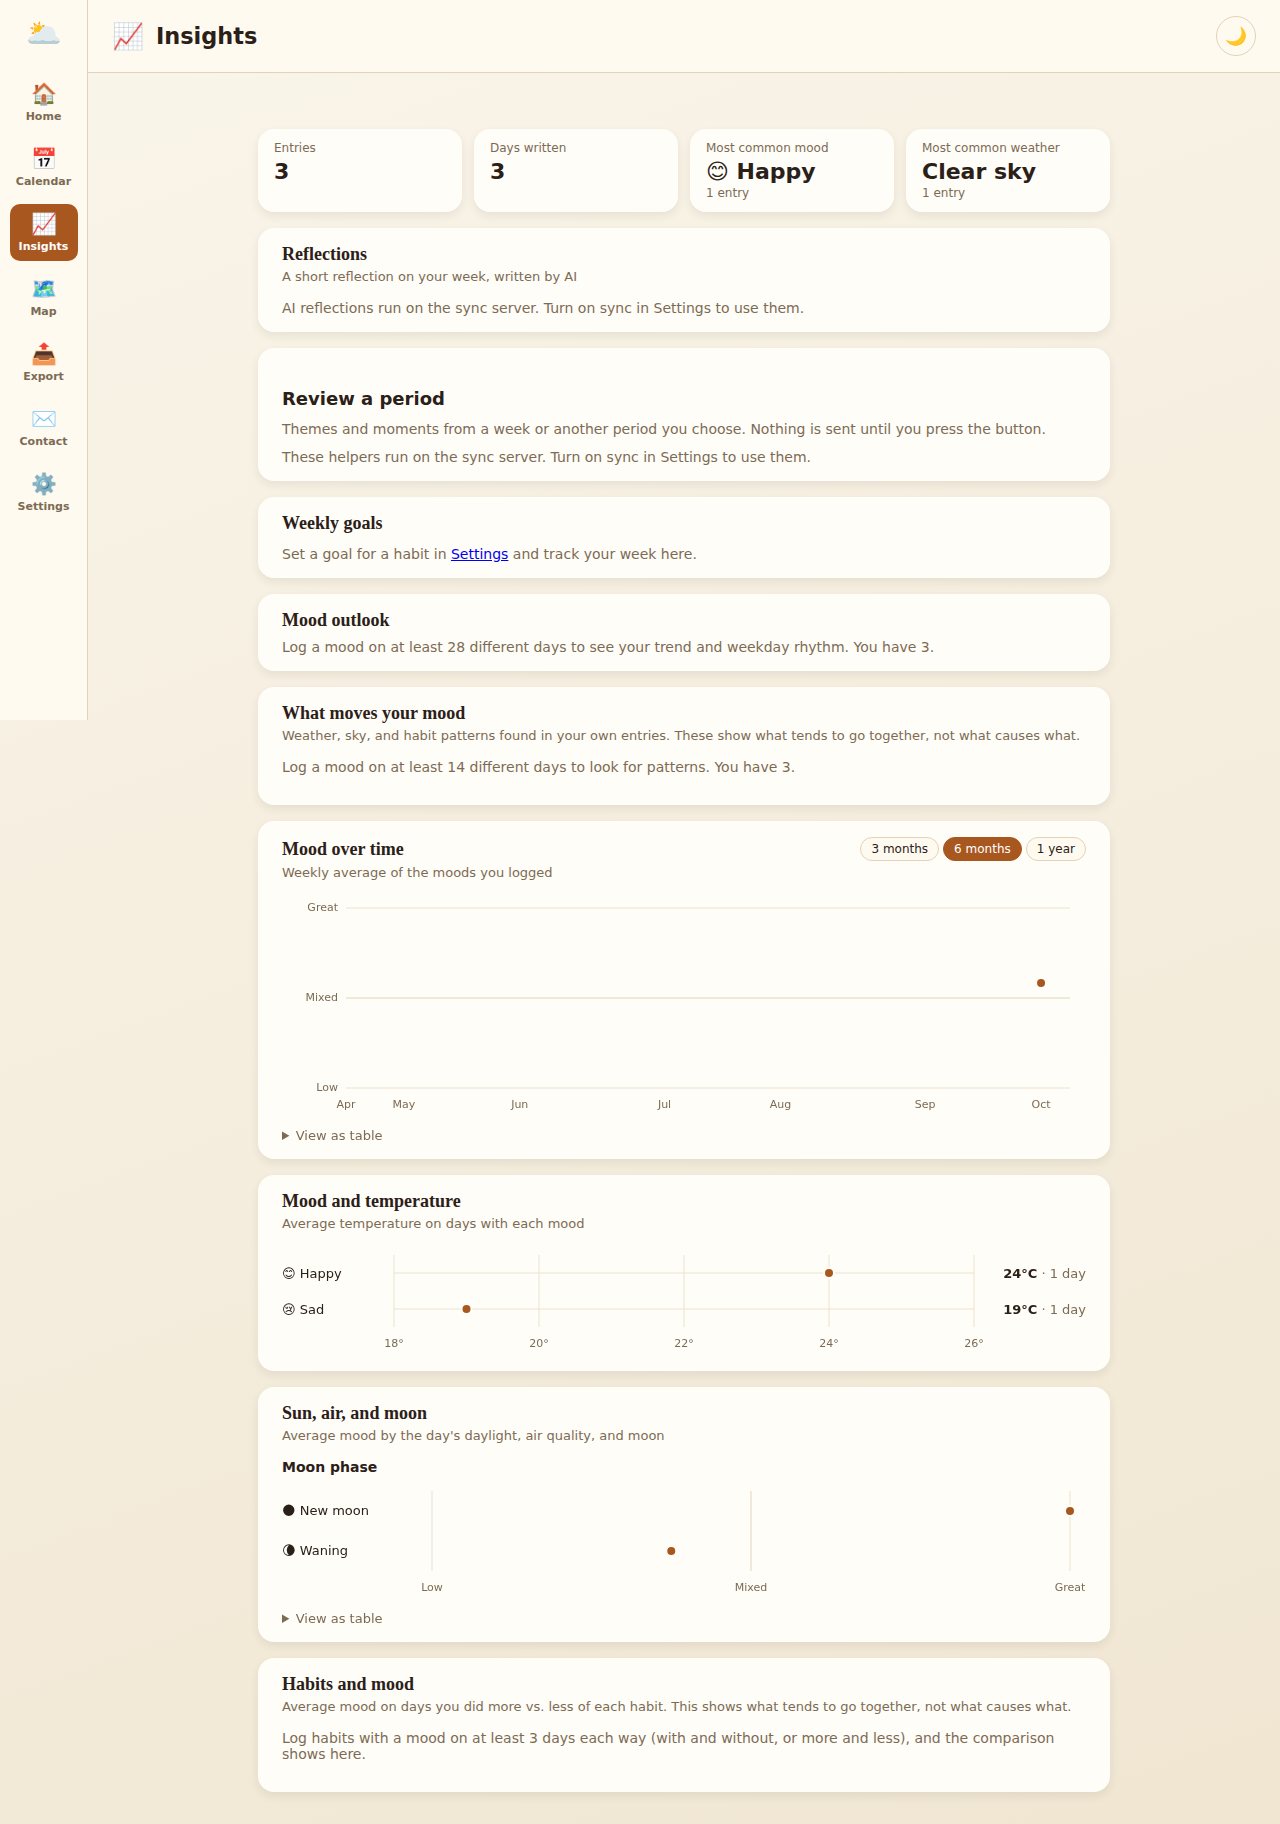 Insights
Home
Calendar
Insights
Map
Export
Contact
Settings
Entries
3
Days written
3
Most common mood
😊 Happy
1 entry
Most common weather
Clear sky
1 entry
Reflections
A short reflection on your week, written by AI
AI reflections run on the sync server. Turn on sync in Settings to use them.
Review a period
Themes and moments from a week or another period you choose. Nothing is sent until you press the button.
These helpers run on the sync server. Turn on sync in Settings to use them.
Weekly goals
Set a goal for a habit in Settings and track your week here.
Mood outlook
Log a mood on at least 28 different days to see your trend and weekday rhythm. You have 3.
What moves your mood
Weather, sky, and habit patterns found in your own entries. These show what tends to go together, not what causes what.
Log a mood on at least 14 different days to look for patterns. You have 3.
Mood over time
3 months 6 months 1 year
Weekly average of the moods you logged
Great
Mixed
Low
Apr May Jun Jul Aug Sep Oct
▶ View as table
Mood and temperature
Average temperature on days with each mood
😊 Happy 24°C · 1 day
😢 Sad 19°C · 1 day
18° 20° 22° 24° 26°
Sun, air, and moon
Average mood by the day's daylight, air quality, and moon
Moon phase
🌑 New moon
🌘 Waning
Low Mixed Great
▶ View as table
Habits and mood
Average mood on days you did more vs. less of each habit. This shows what tends to go together, not what causes what.
Log habits with a mood on at least 3 days each way (with and without, or more and less), and the comparison
shows here.